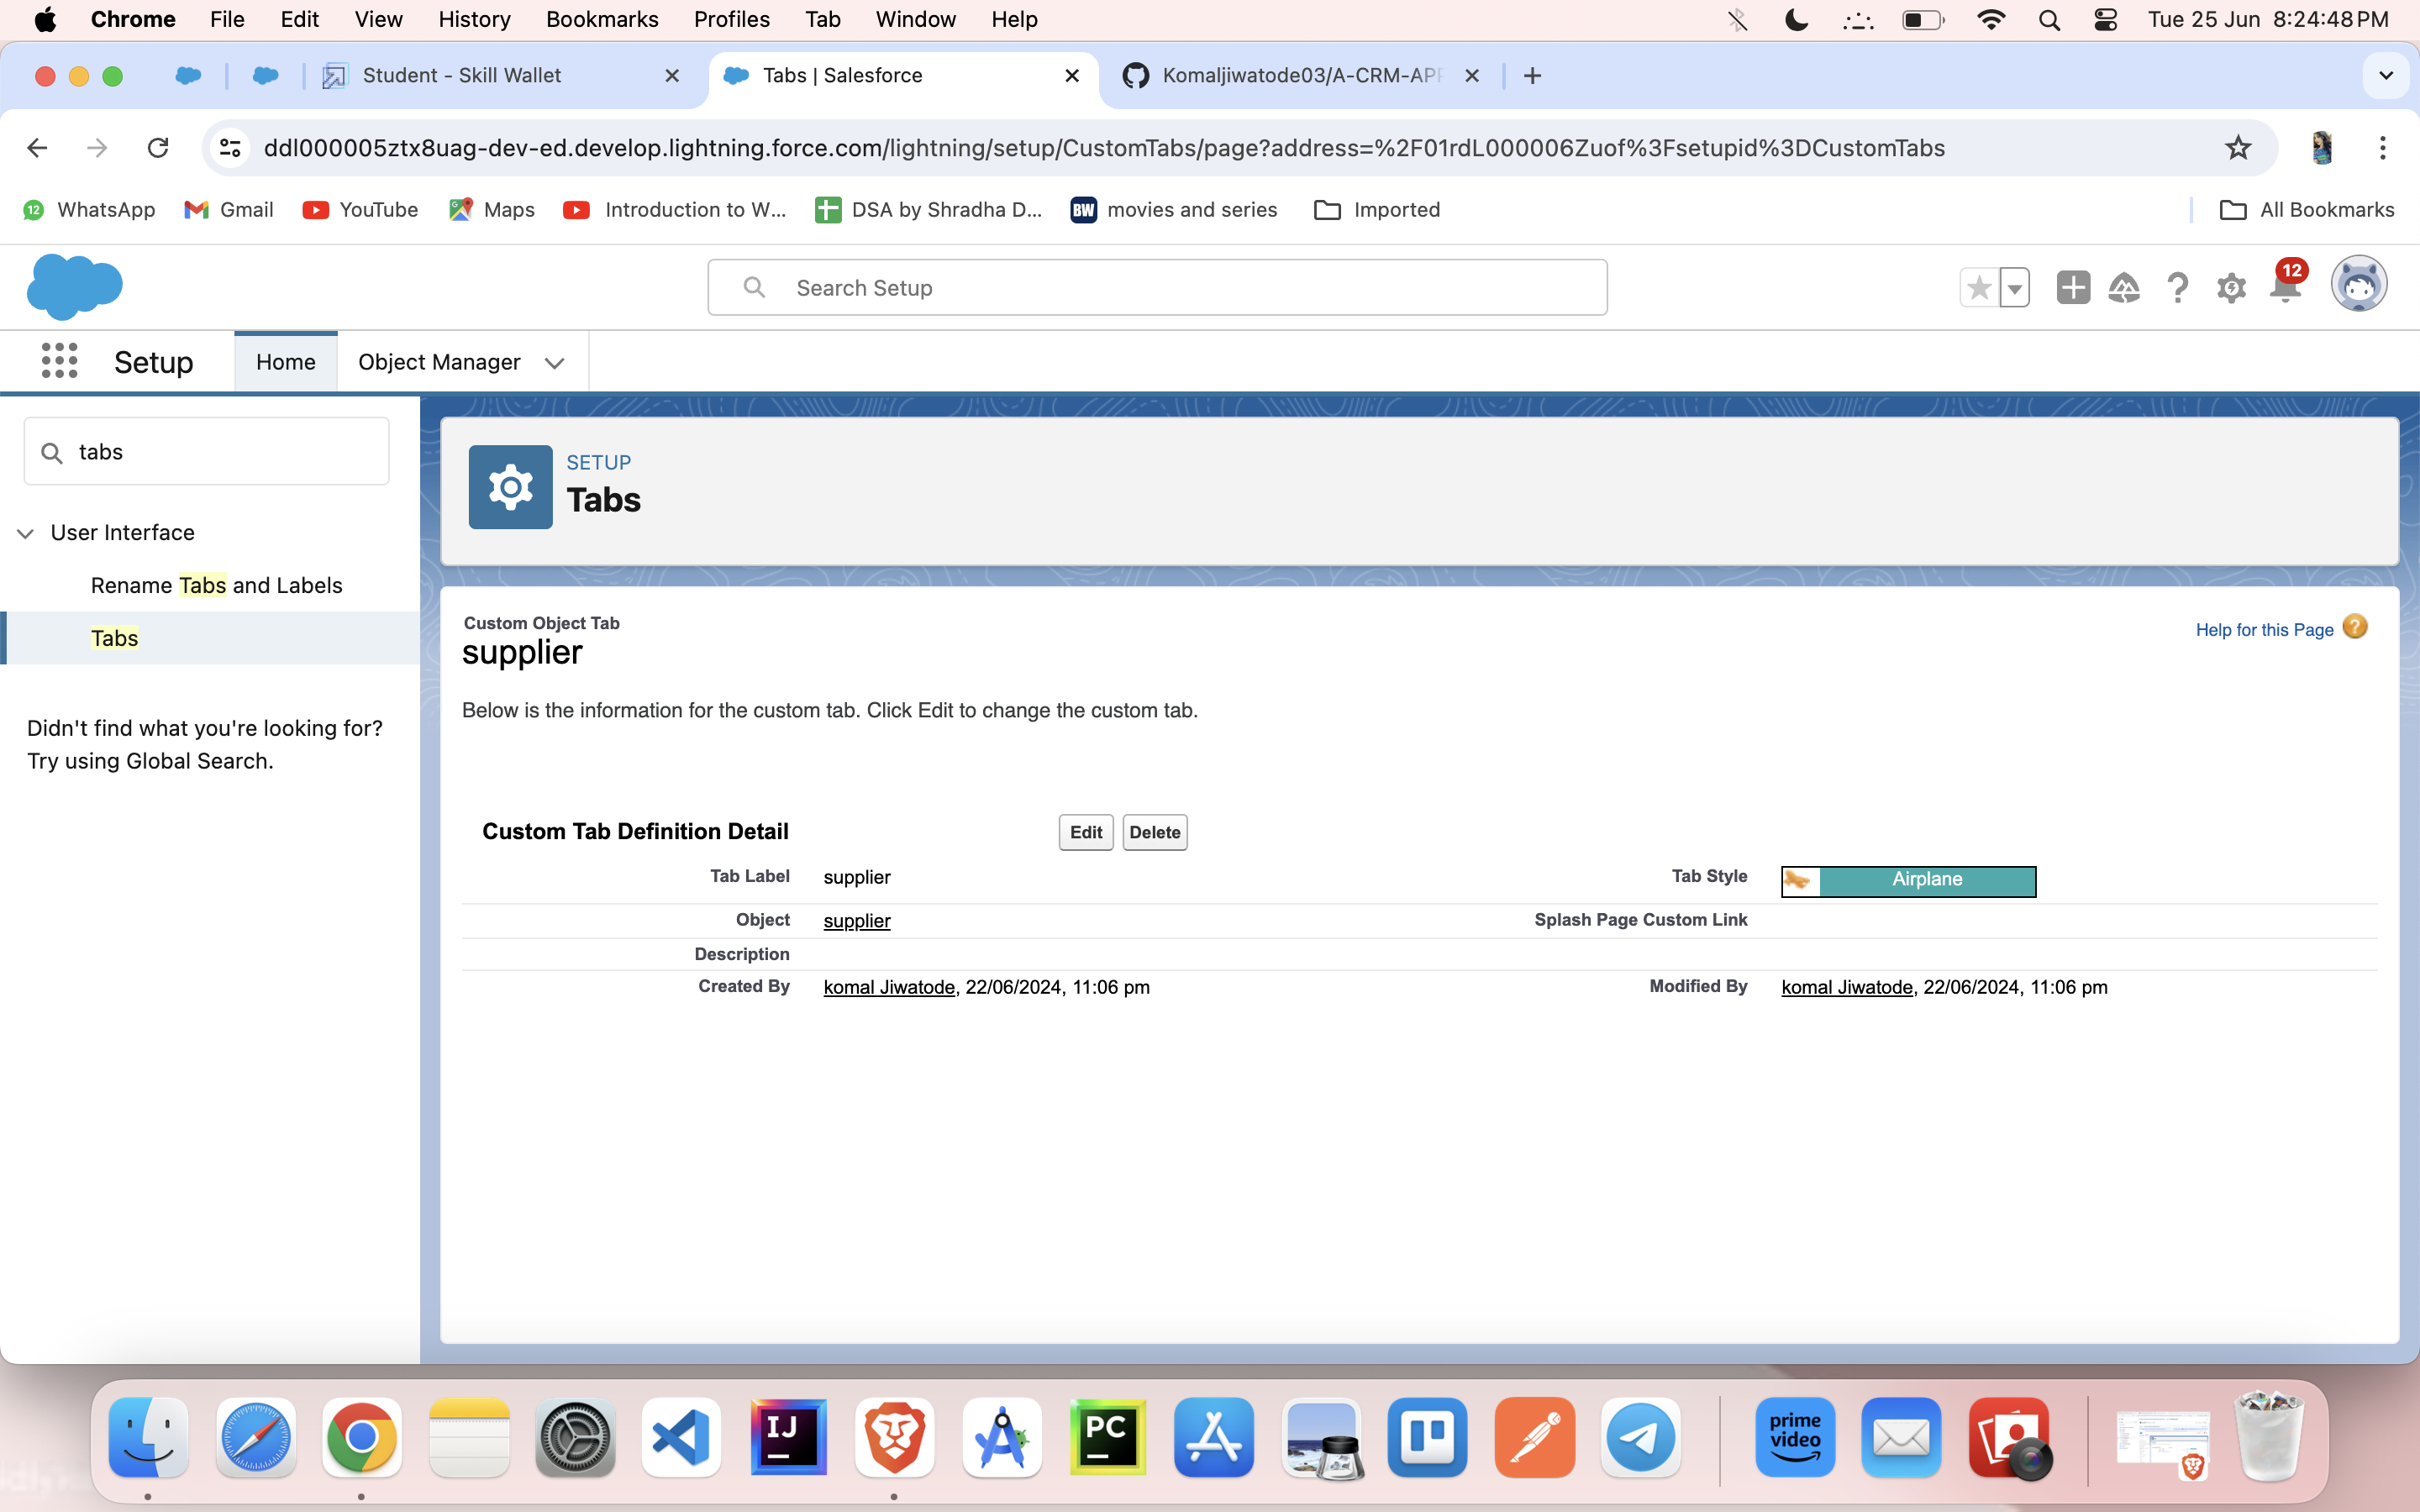 Chrome File Edit View History Bookmarks Profiles Tab Window Help Tue 25 Jun 8:24:48 PM
Student - Skill Wallet Tabs | Salesforce Komaljiwatode03/A-CRM-APP
ddl000005ztx8uag-dev-ed.develop.lightning.force.com/lightning/setup/CustomTabs/page?address=%2F01rdL000006Zuof%3Fsetupid%3DCustomTabs
12 WhatsApp Gmail YouTube Maps Introduction to W... DSA by Shradha D... BW movies and series Imported All Bookmarks
Search Setup 12
Setup Home Object Manager
tabs
User Interface
Rename Tabs and Labels
Tabs
Didn't find what you're looking for?
Try using Global Search.
SETUP
Tabs
Custom Object Tab
supplier
Help for this Page ?
Below is the information for the custom tab. Click Edit to change the custom tab.
Custom Tab Definition Detail Edit Delete
Tab Label supplier Tab Style Airplane
Object supplier Splash Page Custom Link
Description
Created By komal Jiwatode, 22/06/2024, 11:06 pm Modified By komal Jiwatode, 22/06/2024, 11:06 pm
IJ PC prime video